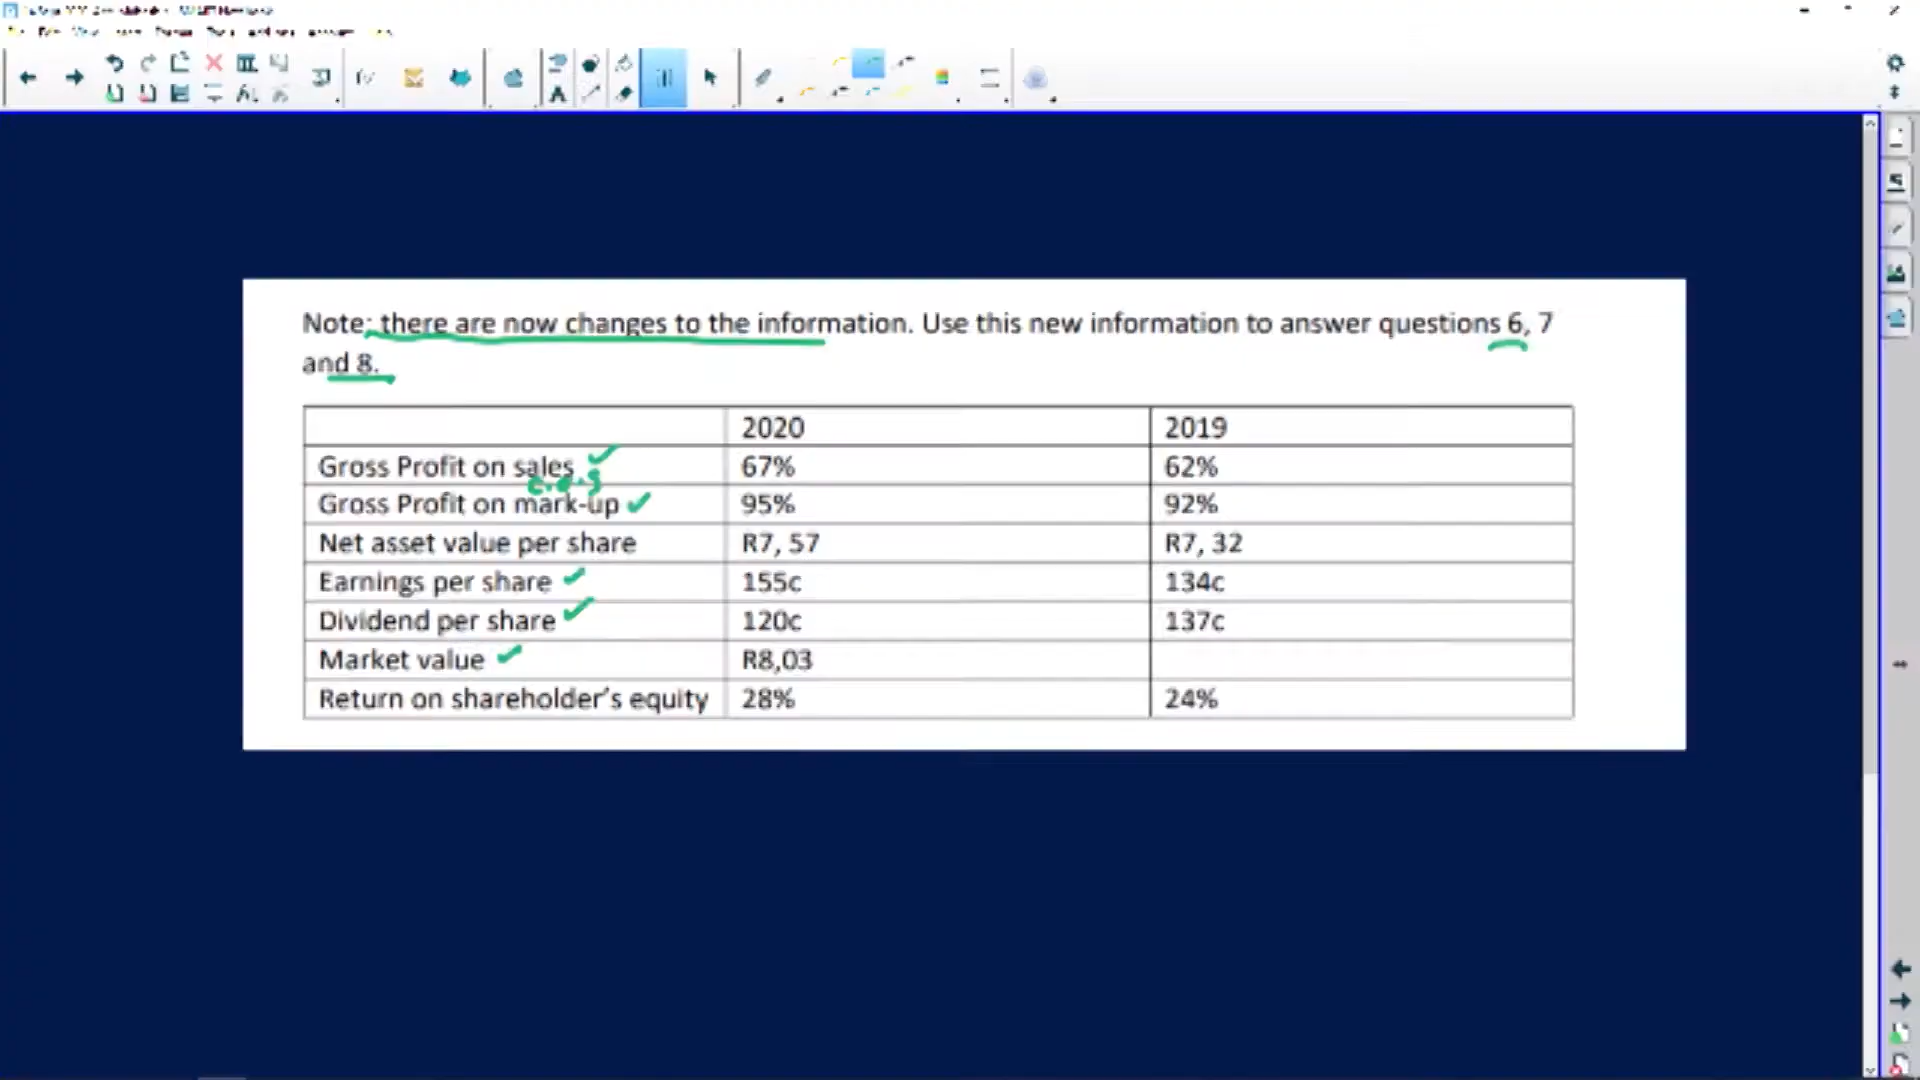 Note: there are now changes to the information. Use this new information to answer questions 6, 7
and 8.
2020 2019
Gross Profit on sales 67% 62%
c.o.s
Gross Profit on mark-up 95% 92%
Net asset value per share R7, 57 R7, 32
Earnings per share 155c 134c
Dividend per share 120c 137c
Market value R8,03
Return on shareholder's equity 28% 24%